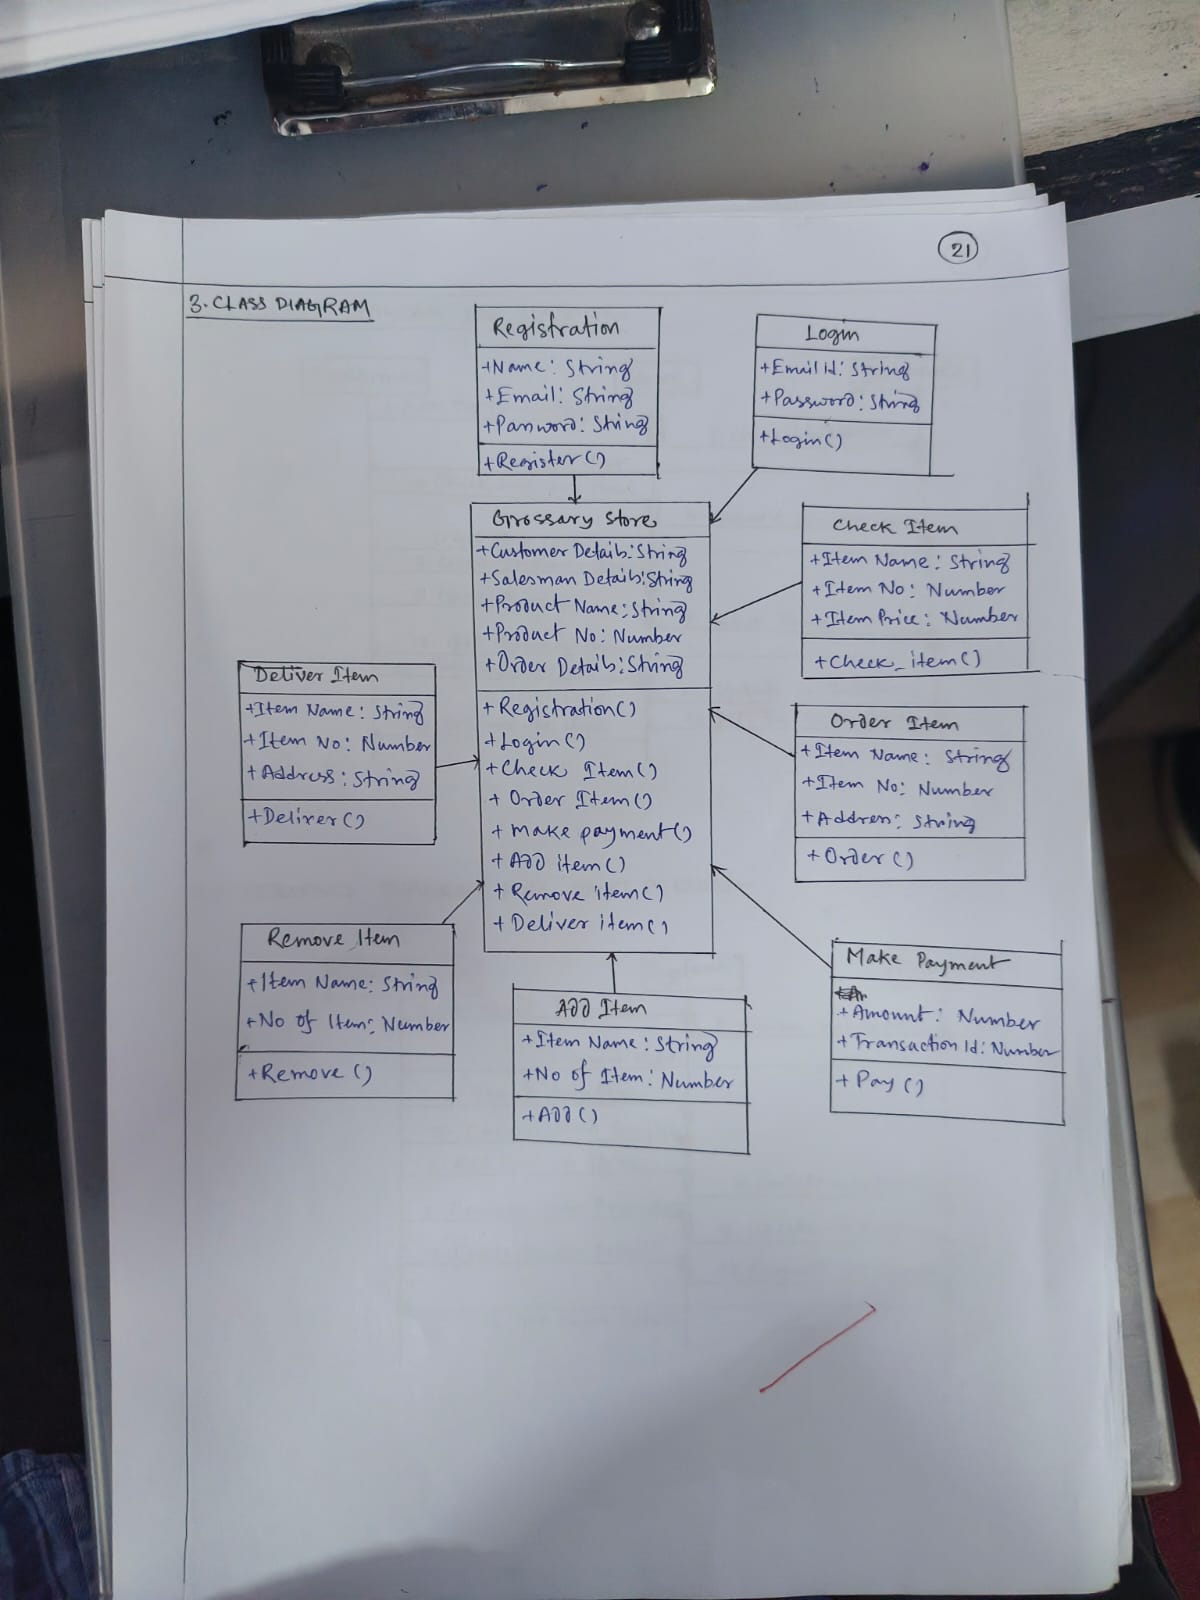 21
3. CLASS DIAGRAM
Registration
+Name: String
+Email: String
+Password: String
+Register()
Login
+Email id: String
+Password: String
+Login()
Grossary Store
+Customer Details: String
+Salesman Details: String
+Product Name: String
+Product No: Number
+Order Details: String
+Registration()
+Login()
+Check Item()
+Order Item()
+Make payment()
+Add item()
+Remove item()
+Deliver item()
Check Item
+Item Name: String
+Item No: Number
+Item Price: Number
+Check_item()
Deliver Item
+Item Name: String
+Item No: Number
+Address: String
+Deliver()
Order Item
+Item Name: String
+Item No: Number
+Address: String
+Order()
Remove Item
+Item Name: String
+No of Item: Number
+Remove()
Add Item
+Item Name: String
+No of Item: Number
+Add()
Make Payment
+Amount: Number
+Transaction Id: Number
+Pay()